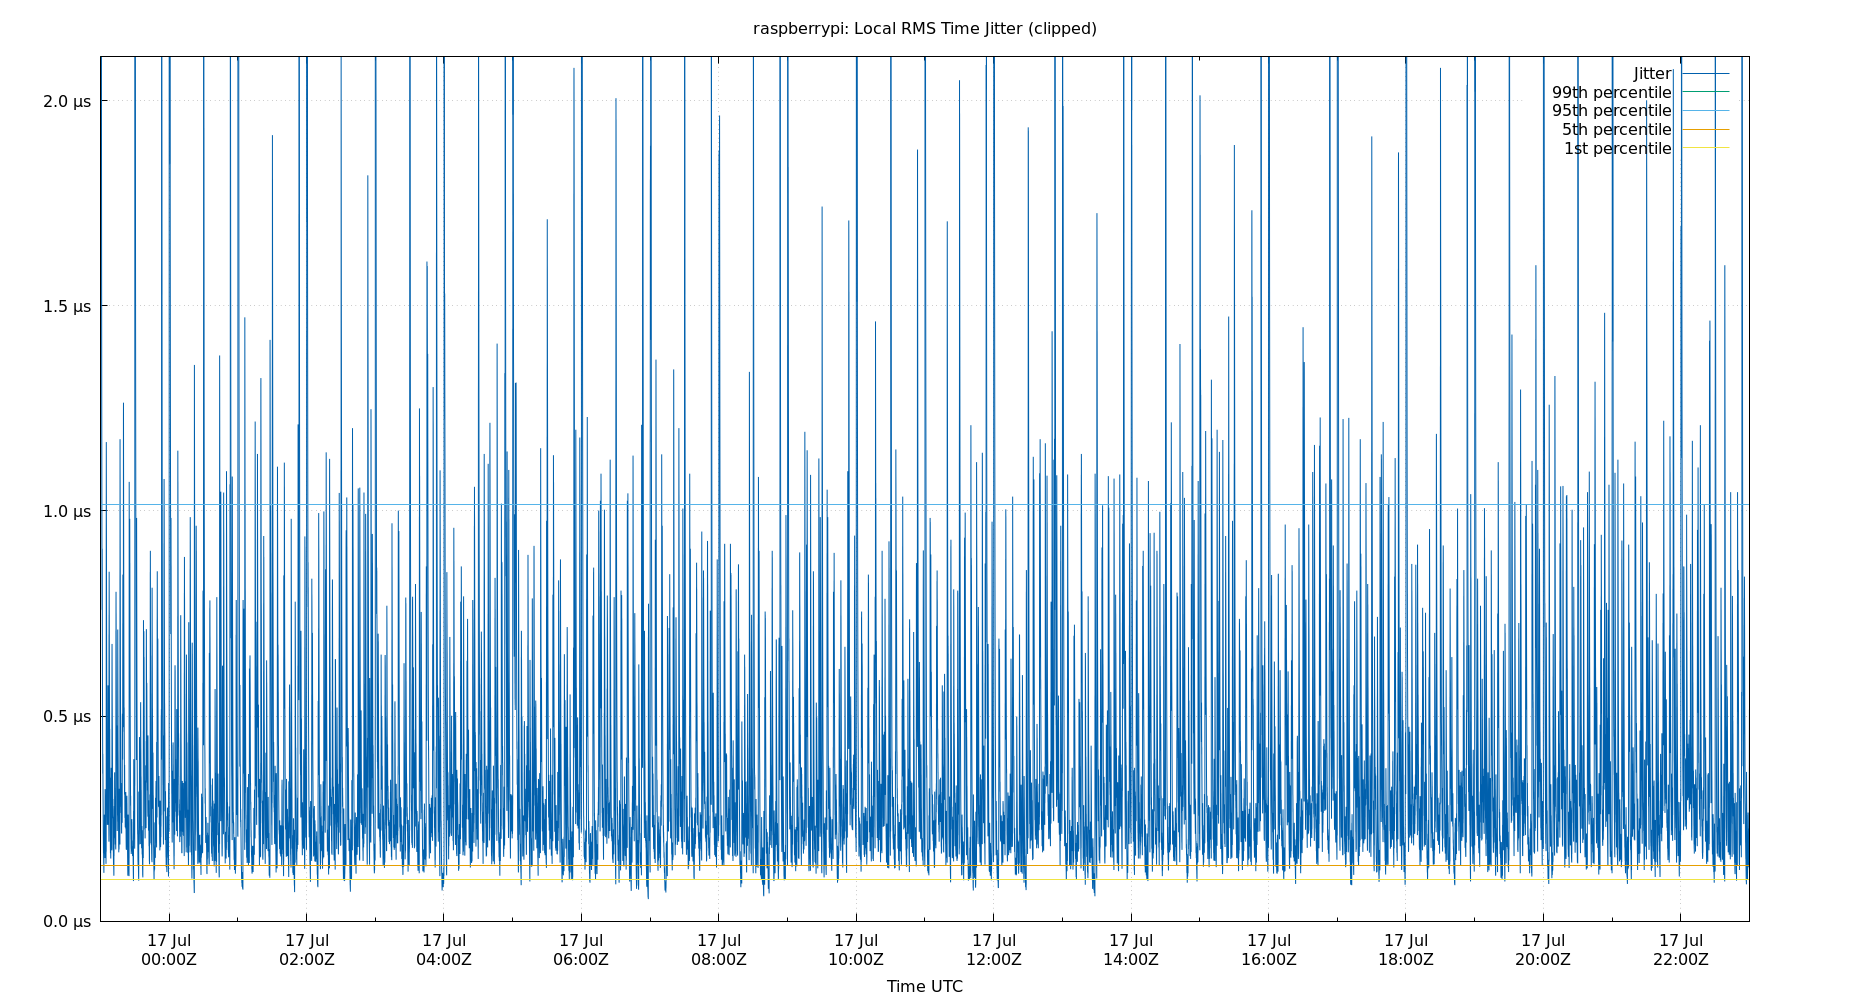 raspberrypi: Local RMS Time Jitter (clipped)
Jitter
99th percentile
95th percentile
5th percentile
1st percentile
2.0 µs
1.5 µs
1.0 µs
0.5 µs
0.0 µs
17 Jul 17 Jul 17 Jul 17 Jul 17 Jul 17 Jul 17 Jul 17 Jul 17 Jul 17 Jul 17 Jul 17 Jul
00:00Z 02:00Z 04:00Z 06:00Z 08:00Z 10:00Z 12:00Z 14:00Z 16:00Z 18:00Z 20:00Z 22:00Z
Time UTC